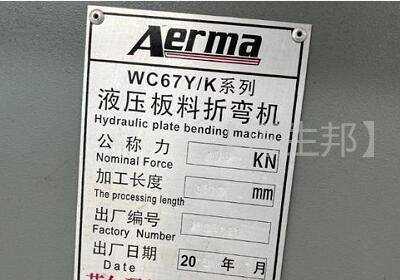 Aerma
WC67Y/K系列
液压板料折弯机
Hydraulic plate bending machine
公称力
Nominal Force
KN
加工长度
The processing length
mm
出厂编号
Factory Number
出厂日期
Date
20 年 月
生邦】